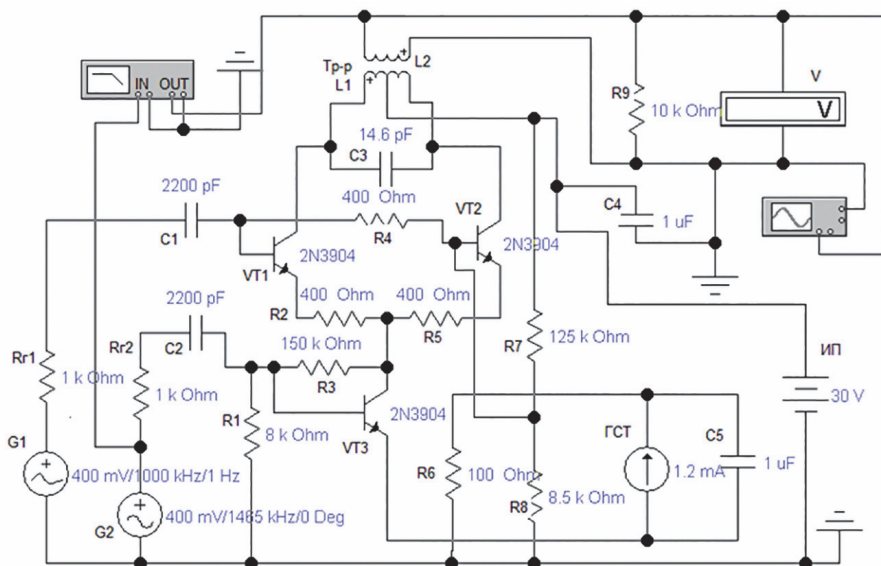 IN OUT
Тр-р
L1
L2
14.6 pF
C3
R9
10 k Ohm
V
V
2200 pF
C1
400 Ohm
R4
VT2
2N3904
C4
1 uF
VT1
2N3904
400 Ohm
R2
400 Ohm
R5
2200 pF
C2
Rг1
1 k Ohm
Rг2
1 k Ohm
150 k Ohm
R3
R7
125 k Ohm
ИП
30 V
R1
8 k Ohm
2N3904
VT3
G1
400 mV/1000 kHz/1 Hz
G2
400 mV/1465 kHz/0 Deg
R6
100 Ohm
R8
8.5 k Ohm
ГСТ
1.2 mA
C5
1 uF